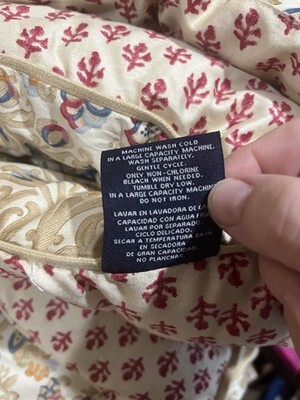 MACHINE WASH COLD
IN A LARGE CAPACITY MACHINE.
WASH SEPARATELY.
GENTLE CYCLE.
ONLY NON-CHLORINE
BLEACH WHEN NEEDED.
TUMBLE DRY LOW.
IN A LARGE CAPACITY MACHINE
DO NOT IRON.
LAVAR EN LAVADORA DE
CAPACIDAD CON AGUA
LAVAR POR SEPARADO
CICLO DELICADO.
SECAR A TEMPERATURA
EN SECADORA
DE GRAN CAPACIDAD.
NO PLANCHAR.